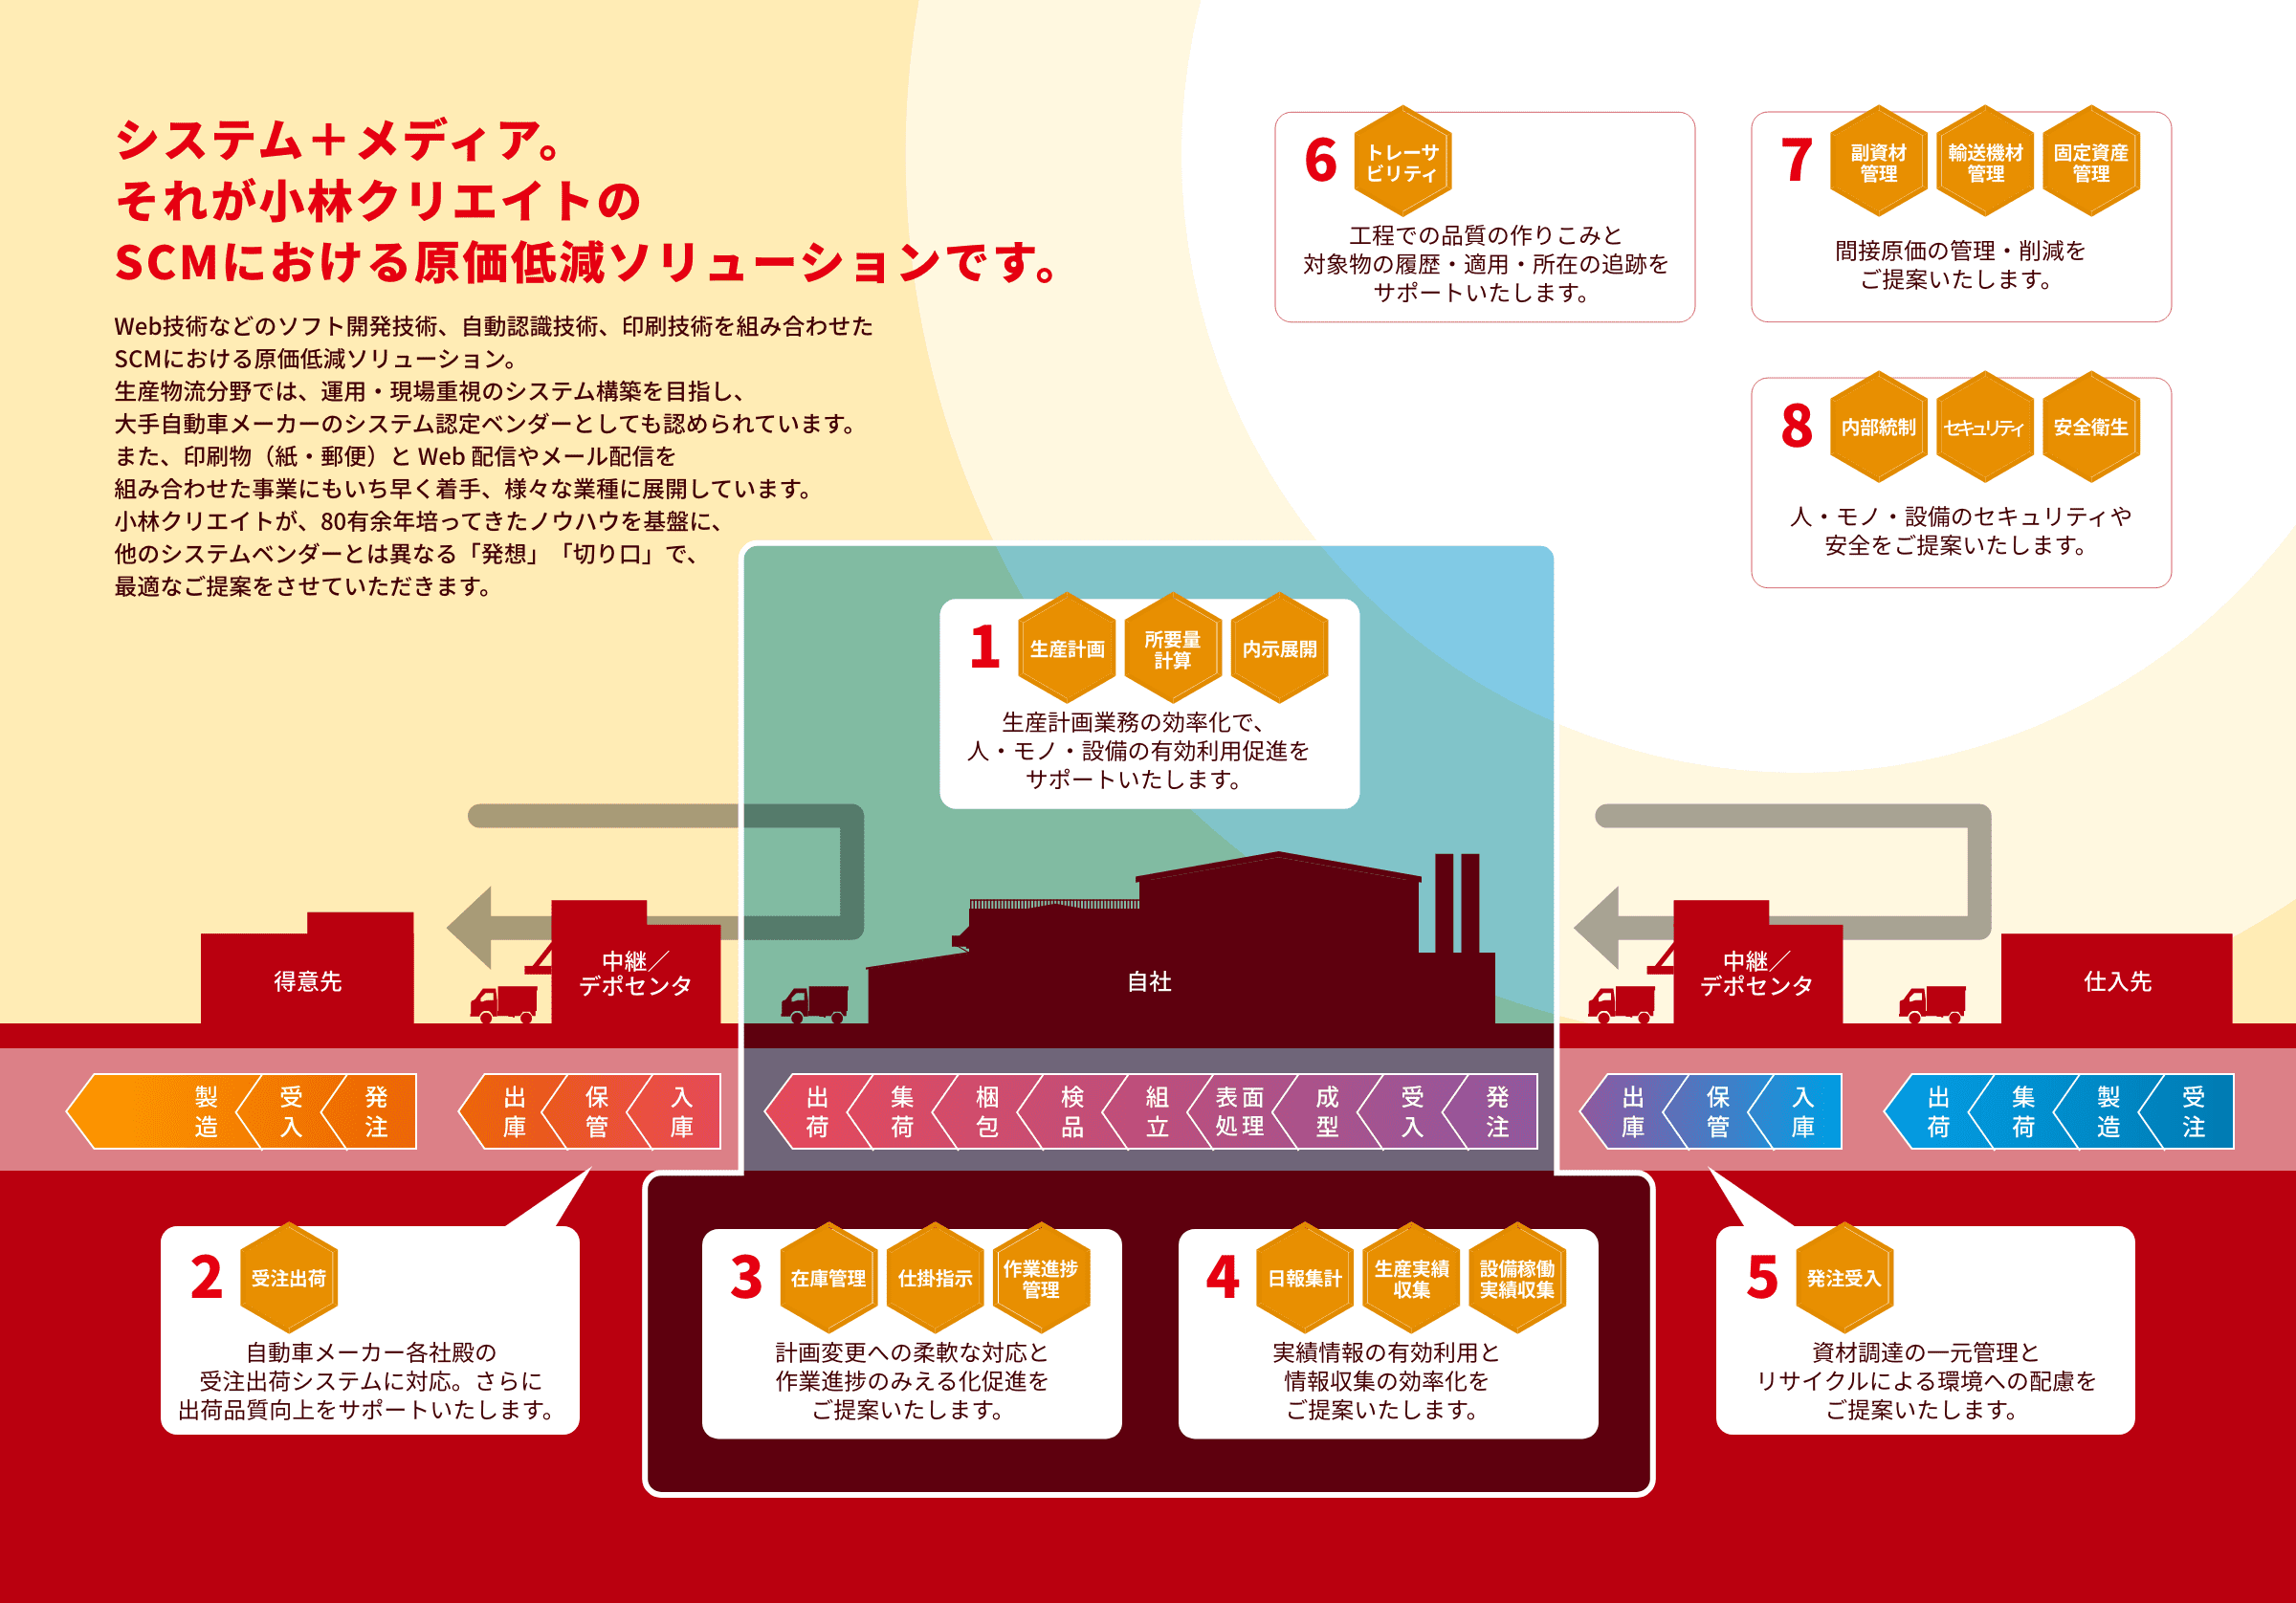 システム＋メディア。
それが小林クリエイトの
SCMにおける原価低減ソリューションです。
Web技術などのソフト開発技術、自動認識技術、印刷技術を組み合わせた
SCMにおける原価低減ソリューション。
生産物流分野では、運用・現場重視のシステム構築を目指し、
大手自動車メーカーのシステム認定ベンダーとしても認められています。
また、印刷物（紙・郵便）と Web 配信やメール配信を
組み合わせた事業にもいち早く着手、様々な業種に展開しています。
小林クリエイトが、80有余年培ってきたノウハウを基盤に、
他のシステムベンダーとは異なる「発想」「切り口」で、
最適なご提案をさせていただきます。
6
トレーサ
ビリティ
工程での品質の作りこみと
対象物の履歴・適用・所在の追跡を
サポートいたします。
7
副資材
管理
輸送機材
管理
固定資産
管理
間接原価の管理・削減を
ご提案いたします。
8
内部統制
セキュリティ
安全衛生
人・モノ・設備のセキュリティや
安全をご提案いたします。
1
生産計画
所要量
計算
内示展開
生産計画業務の効率化で、
人・モノ・設備の有効利用促進を
サポートいたします。
得意先
中継／
デポセンタ
自社
中継／
デポセンタ
仕入先
製造
受入
発注
出庫
保管
入庫
出荷
集荷
梱包
検品
組立
表面
処理
成型
受入
発注
出庫
保管
入庫
出荷
集荷
製造
受注
2
受注出荷
自動車メーカー各社殿の
受注出荷システムに対応。さらに
出荷品質向上をサポートいたします。
3
在庫管理
仕掛指示
作業進捗
管理
計画変更への柔軟な対応と
作業進捗のみえる化促進を
ご提案いたします。
4
日報集計
生産実績
収集
設備稼働
実績収集
実績情報の有効利用と
情報収集の効率化を
ご提案いたします。
5
発注受入
資材調達の一元管理と
リサイクルによる環境への配慮を
ご提案いたします。